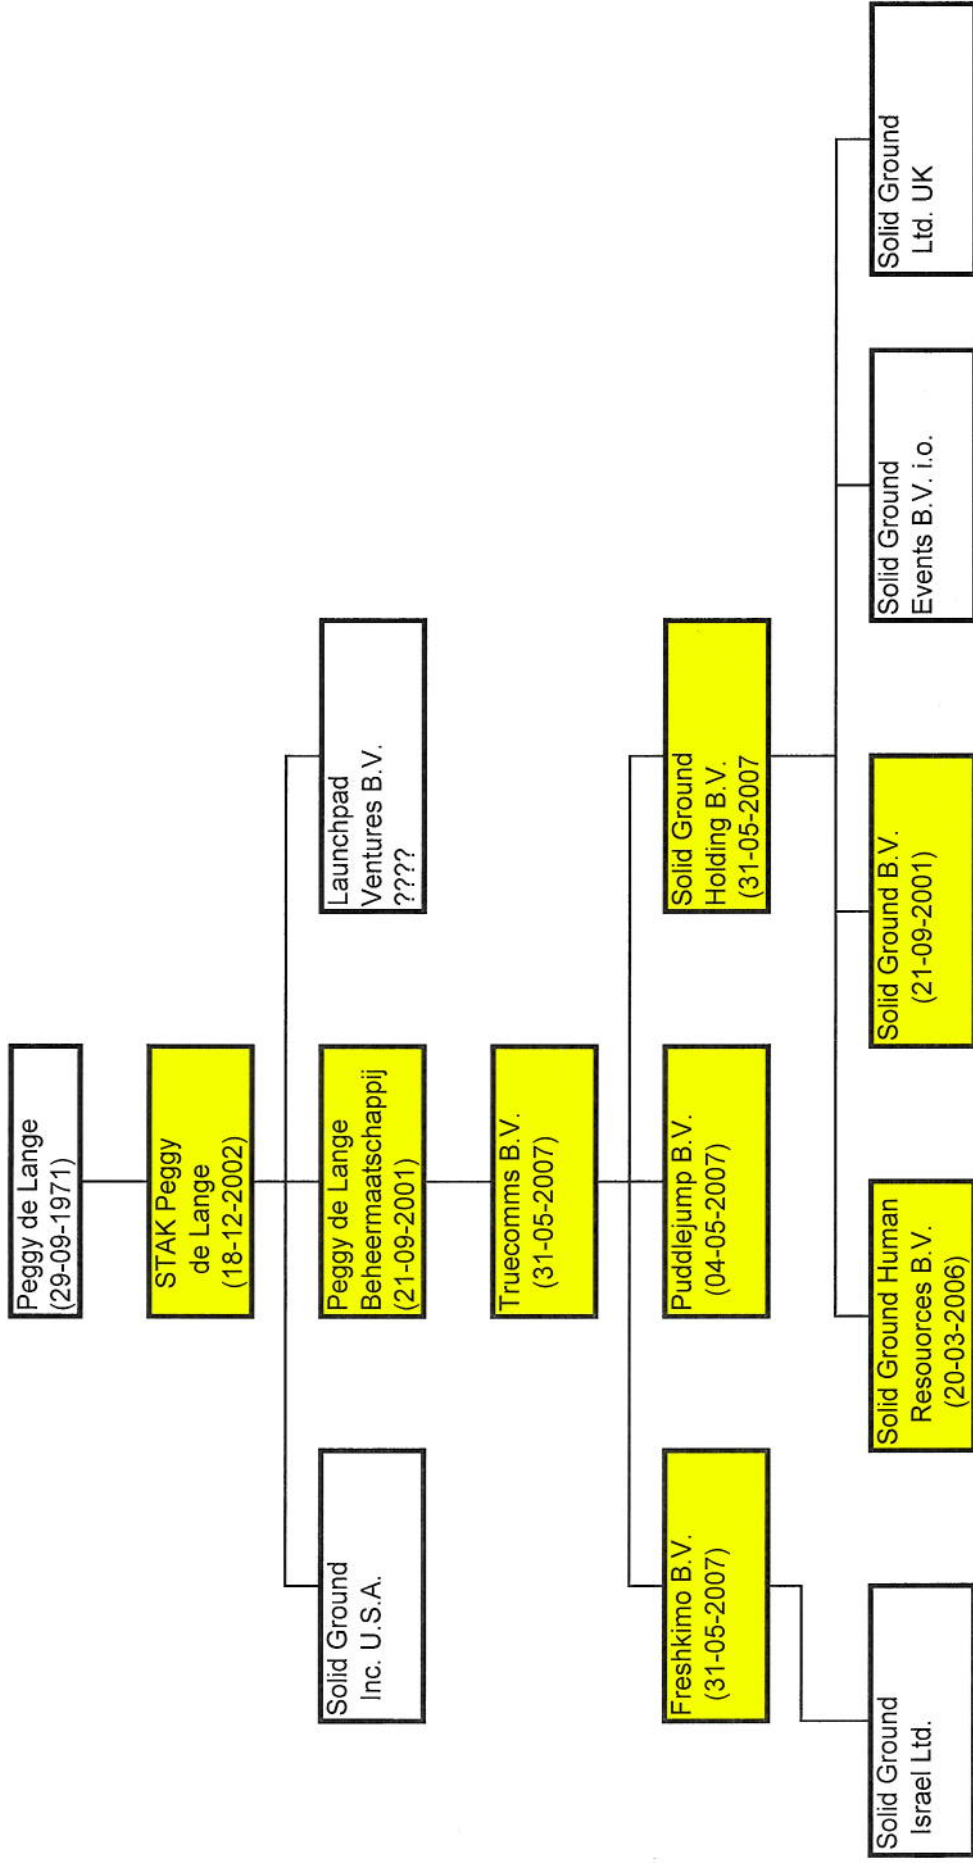 Peggy de Lange
(29-09-1971)
STAK Peggy
de Lange
(18-12-2002)
Solid Ground
Inc. U.S.A.
Peggy de Lange
Beheermaatschappij
(21-09-2001)
Launchpad
Ventures B.V.
????
Truecomms B.V.
(31-05-2007)
Freshkimo B.V.
(31-05-2007)
Puddlejump B.V.
(04-05-2007)
Solid Ground
Holding B.V.
(31-05-2007
Solid Ground
Israel Ltd.
Solid Ground Human
Resouorces B.V.
(20-03-2006)
Solid Ground B.V.
(21-09-2001)
Solid Ground
Events B.V. i.o.
Solid Ground
Ltd. UK